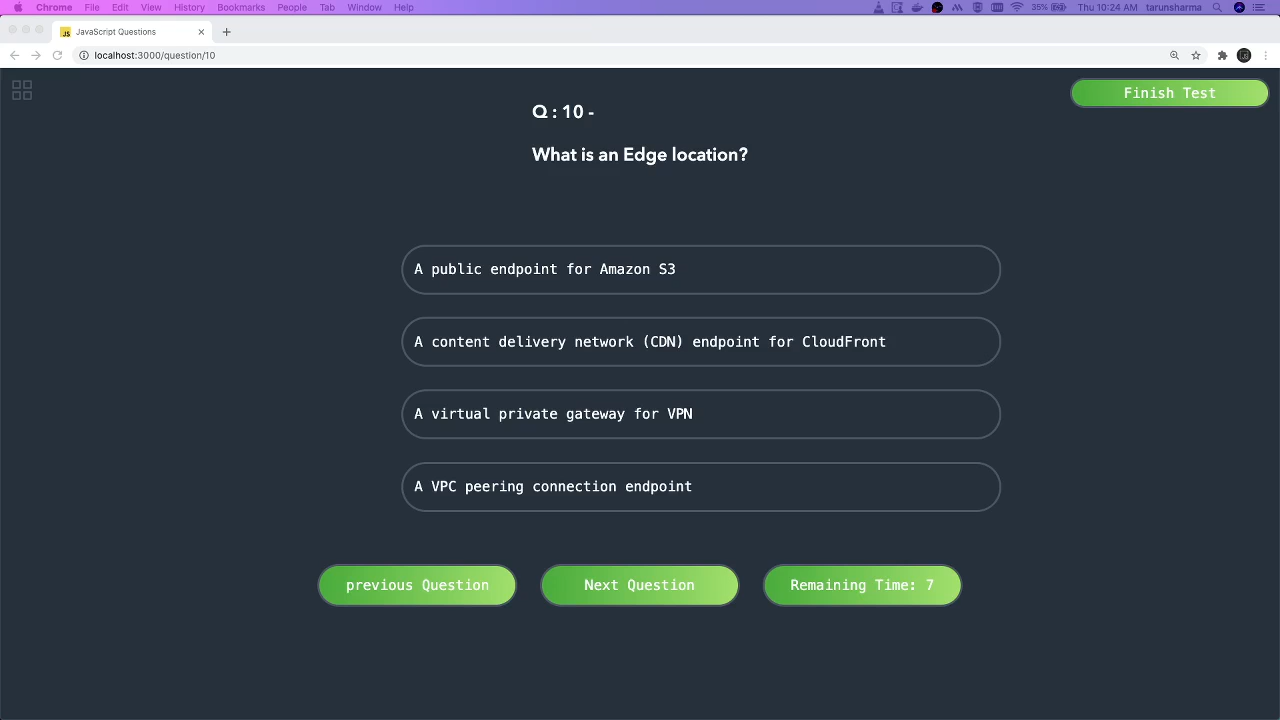 Chrome File Edit View History Bookmarks People Tab Window Help 35% Thu 10:24 AM tarunsharma
JS JavaScript Questions
localhost:3000/question/10
Finish Test
Q : 10 -
What is an Edge location?
A public endpoint for Amazon S3
A content delivery network (CDN) endpoint for CloudFront
A virtual private gateway for VPN
A VPC peering connection endpoint
previous Question Next Question Remaining Time: 7